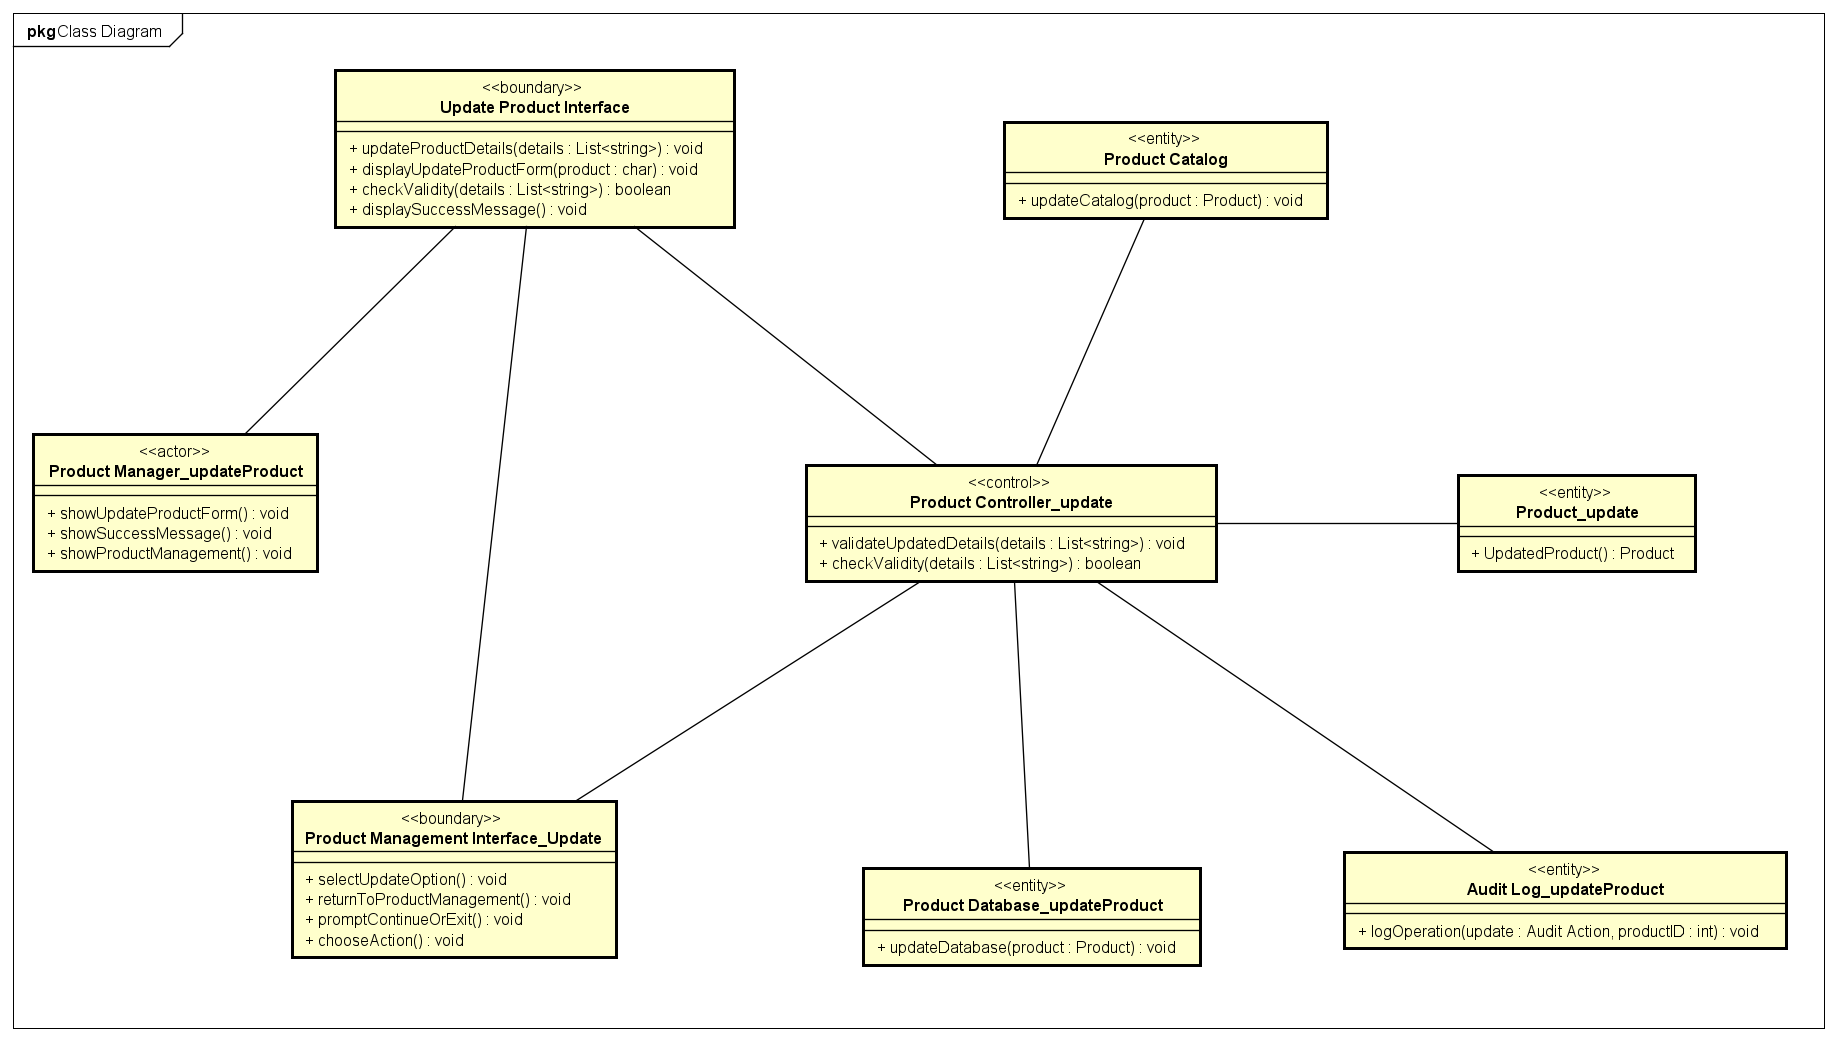 pkg Class Diagram
<<boundary>>
Update Product Interface
+ updateProductDetails(details : List<string>) : void
+ displayUpdateProductForm(product : char) : void
+ checkValidity(details : List<string>) : boolean
+ displaySuccessMessage() : void
<<entity>>
Product Catalog
+ updateCatalog(product : Product) : void
<<actor>>
Product Manager_updateProduct
+ showUpdateProductForm() : void
+ showSuccessMessage() : void
+ showProductManagement() : void
<<control>>
Product Controller_update
+ validateUpdatedDetails(details : List<string>) : void
+ checkValidity(details : List<string>) : boolean
<<entity>>
Product_update
+ UpdatedProduct() : Product
<<boundary>>
Product Management Interface_Update
+ selectUpdateOption() : void
+ returnToProductManagement() : void
+ promptContinueOrExit() : void
+ chooseAction() : void
<<entity>>
Product Database_updateProduct
+ updateDatabase(product : Product) : void
<<entity>>
Audit Log_updateProduct
+ logOperation(update : Audit Action, productID : int) : void